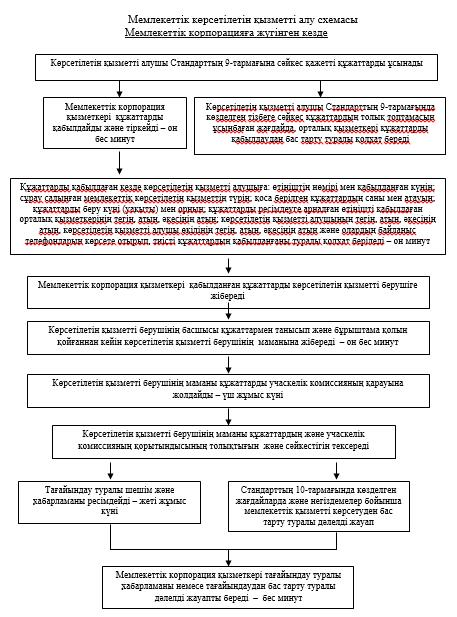 Мемлекеттік көрсетілетін қызметті алу схемасы
Мемлекеттік корпорацияға жүгінген кезде
Көрсетілетін қызметті алушы Стандарттың 9-тармағына сәйкес қажетті құжаттарды ұсынады
Мемлекеттік корпорация
қызметкері құжаттарды
қабылдайды және тіркейді – он
бес минут
Көрсетілетін қызметті алушы Стандарттың 9-тармағында
көзделген тізбеге сәйкес құжаттардың толық топтамасын
ұсынбаған жағдайда, орталық қызметкері құжаттарды
қабылдаудан бас тарту туралы қолхат береді
Құжаттарды қабылдаған кезде көрсетілетін қызметті алушыға: өтініштің нөмірі мен қабылданған күнін;
сұрау салынған мемлекеттік көрсетілетін қызметтің түрін, қоса берілген құжаттардың саны мен атауын;
құжаттарды беру күні (уақыты) мен орнын; құжаттарды ресімдеуге арналған өтінішті қабылдаған
орталық қызметкерінің тегін, атын, әкесінің атын; көрсетілетін қызметті алушының тегін, атын, әкесінің
атын, көрсетілетін қызметті алушы өкілінің тегін, атын, әкесінің атын және олардың байланыс
телефондарын көрсете отырып, тиісті құжаттардың қабылданғаны туралы қолхат беріледі – он минут
Мемлекеттік корпорация қызметкері қабылданған құжаттарды көрсетілетін қызметті берушіге
жібереді
Көрсетілетін қызметті берушінің басшысы құжаттармен танысып және бұрыштама қолын
қойғаннан кейін көрсетілетін қызметті берушінің маманына жібереді – он бес минут
Көрсетілетін қызметті берушінің маманы құжаттарды учаскелік комиссияның қарауына
жолдайды – үш жұмыс күні
Көрсетілетін қызметті берушінің маманы құжаттардың және учаскелік
комиссияның қорытындысының толықтығын және сәйкестігін тексереді
Тағайындау туралы шешім және
хабарламаны ресімдейді – жеті жұмыс
күні
Стандарттың 10-тармағында көзделген
жағдайларда және негіздемелер бойынша
мемлекеттік қызметті көрсетуден бас
тарту туралы дәлелді жауап
Мемлекеттік корпорация қызметкері тағайындау туралы
хабарламаны немесе тағайындаудан бас тарту туралы
дәлелді жауапты береді – бес минут